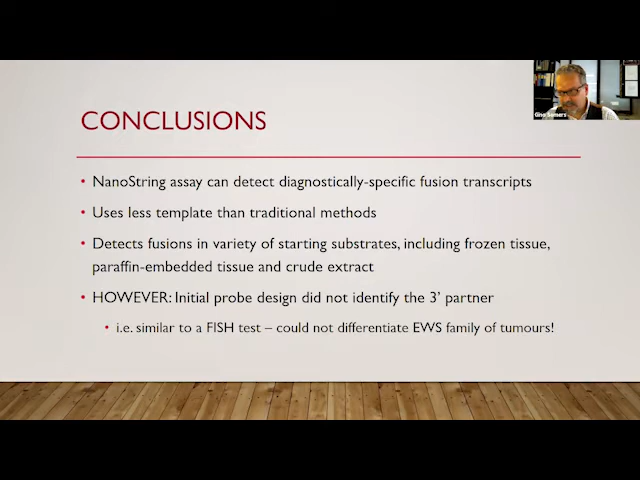 Gino Somers
CONCLUSIONS
• NanoString assay can detect diagnostically-specific fusion transcripts
• Uses less template than traditional methods
• Detects fusions in variety of starting substrates, including frozen tissue,
paraffin-embedded tissue and crude extract
• HOWEVER: Initial probe design did not identify the 3' partner
• i.e. similar to a FISH test – could not differentiate EWS family of tumours!